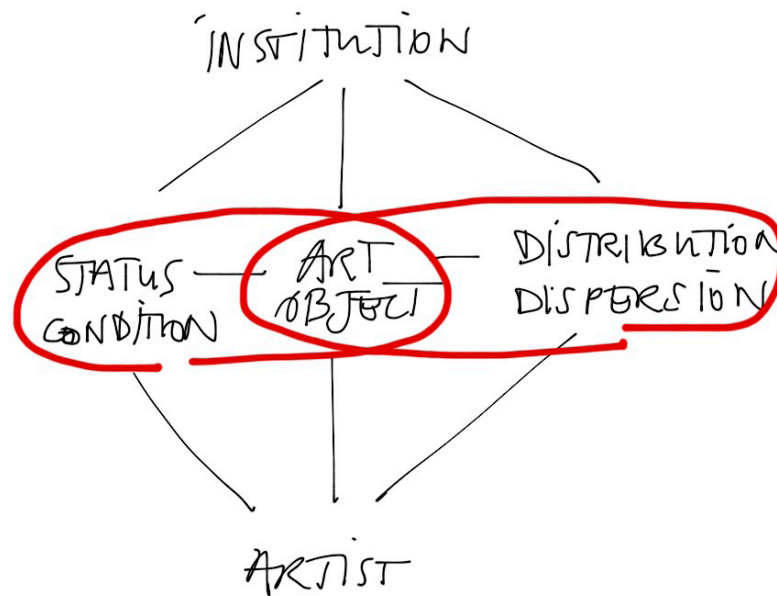 INSTITUTION
STATUS
CONDITION
ART
OBJECT
DISTRIBUTION
DISPERSION
ARTIST